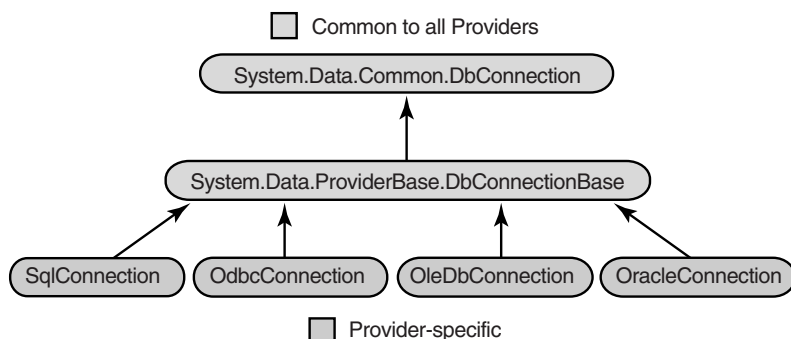 Common to all Providers
System.Data.Common.DbConnection
System.Data.ProviderBase.DbConnectionBase
SqlConnection
OdbcConnection
OleDbConnection
OracleConnection
Provider-specific